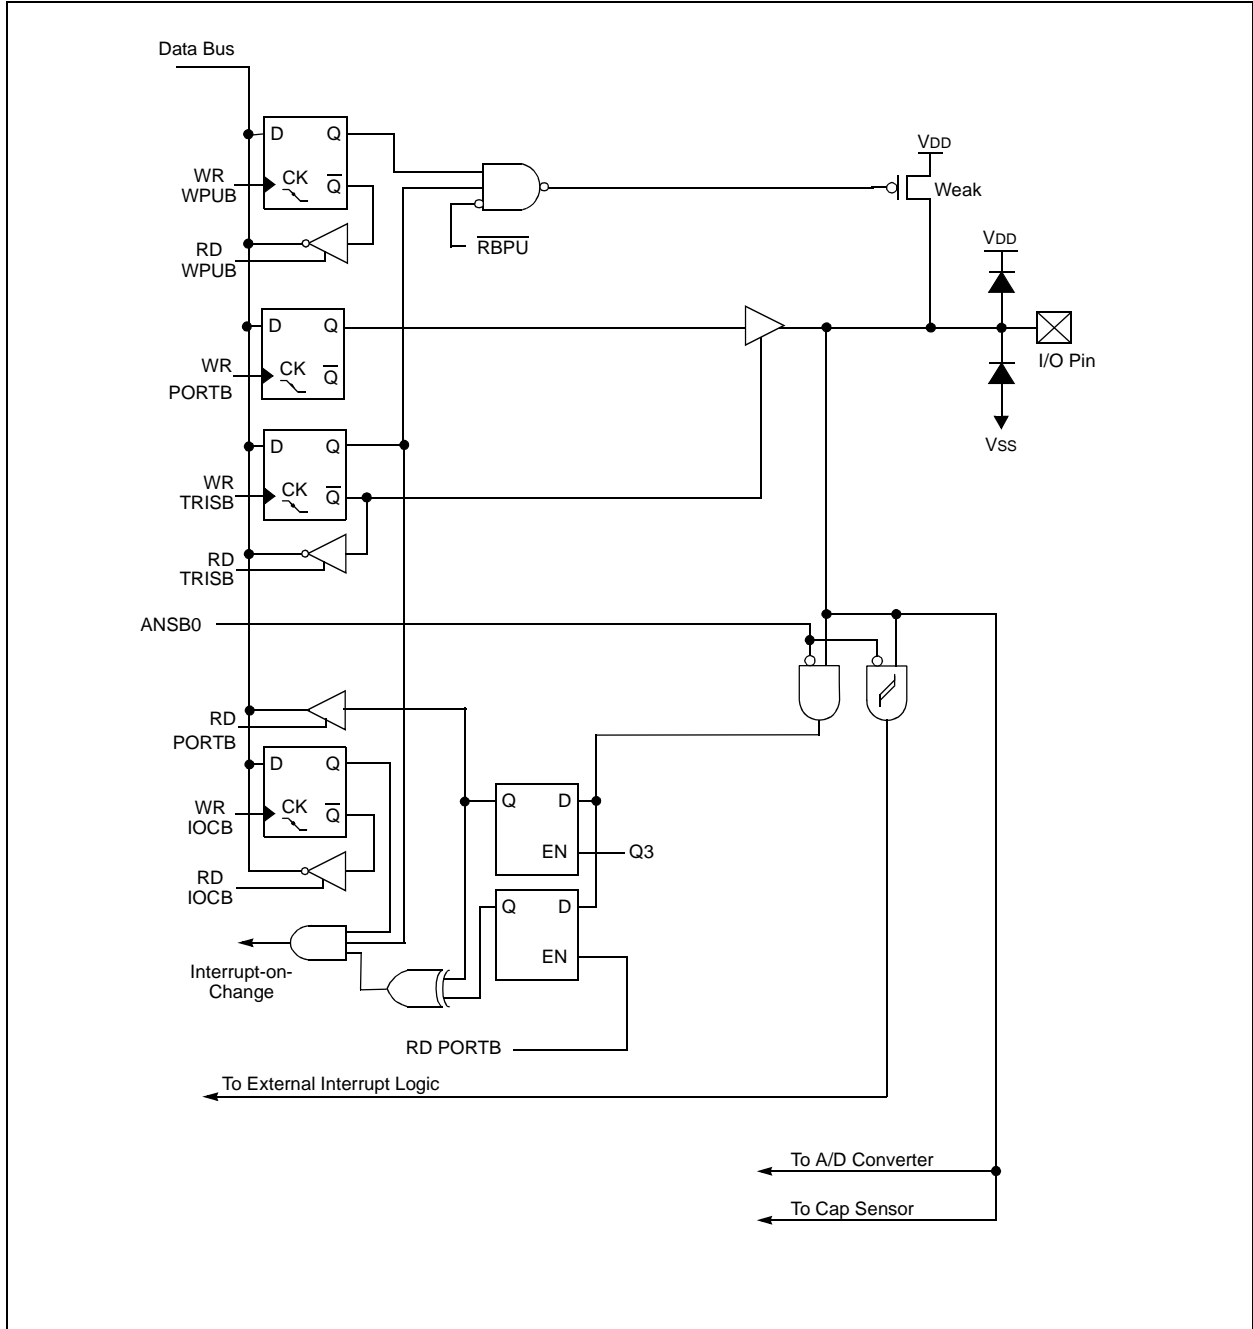 Data Bus
D Q
WR
WPUB
CK Q̅
RD
WPUB
R̅B̅P̅U̅
VDD
Weak
VDD
I/O Pin
VSS
D Q
WR
PORTB
CK Q̅
D Q
WR
TRISB
CK Q̅
RD
TRISB
ANSB0
RD
PORTB
D Q
WR
IOCB
CK Q̅
RD
IOCB
Q D
EN
Q3
Q D
EN
Interrupt-on-
Change
RD PORTB
To External Interrupt Logic
To A/D Converter
To Cap Sensor